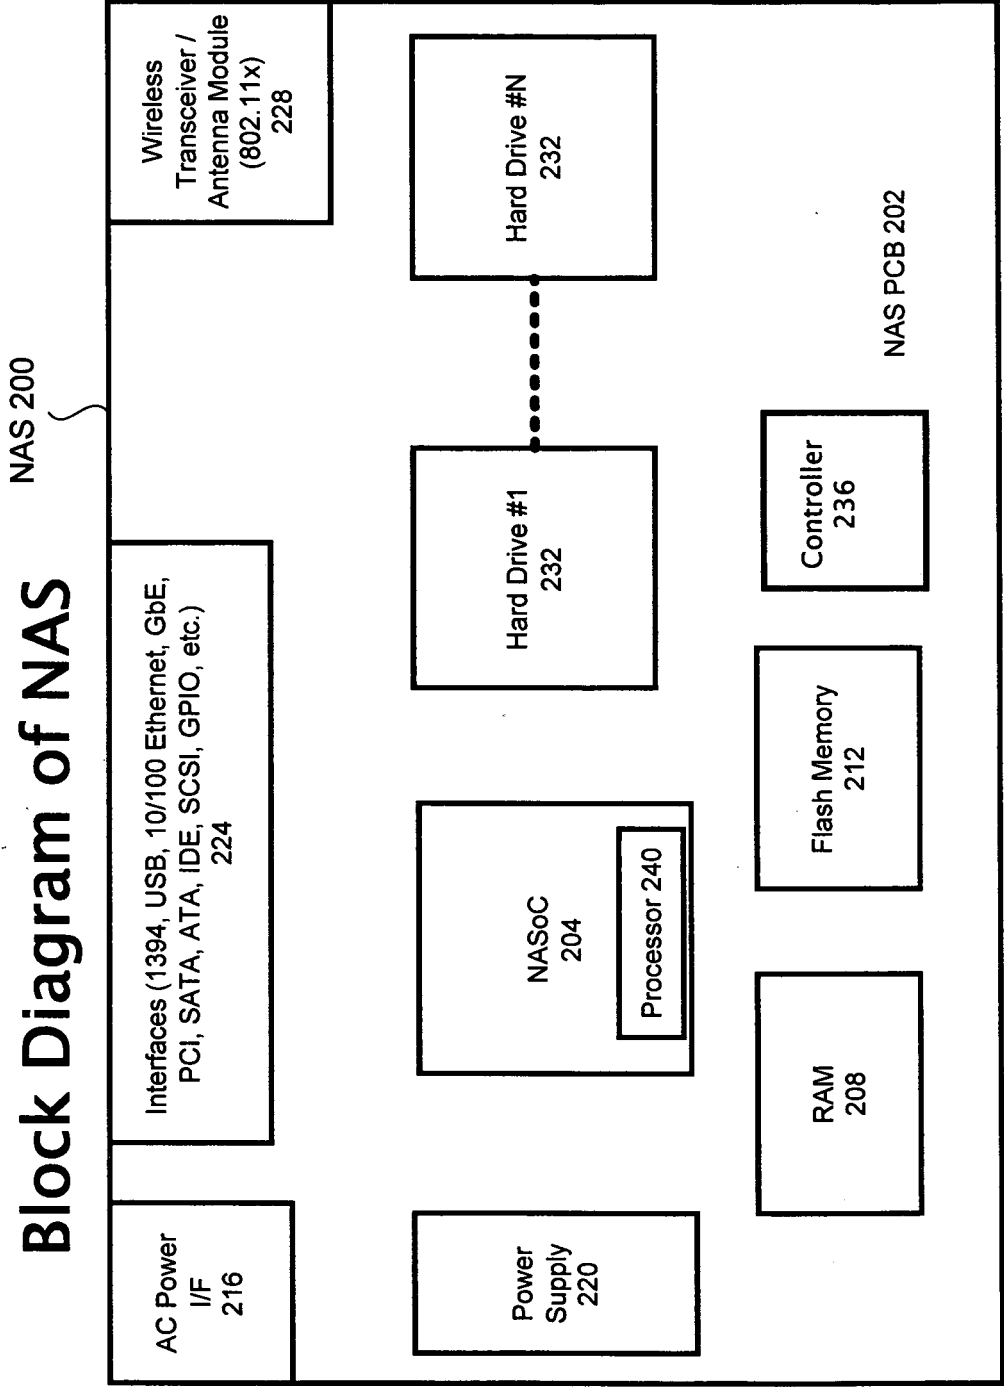 Block Diagram of NAS
NAS 200
AC Power
I/F
216
Interfaces (1394, USB, 10/100 Ethernet, GbE,
PCI, SATA, ATA, IDE, SCSI, GPIO, etc.)
224
Wireless
Transceiver /
Antenna Module
(802.11x)
228
Power
Supply
220
NASoC
204
Processor 240
Hard Drive #1
232
Hard Drive #N
232
RAM
208
Flash Memory
212
Controller
236
NAS PCB 202